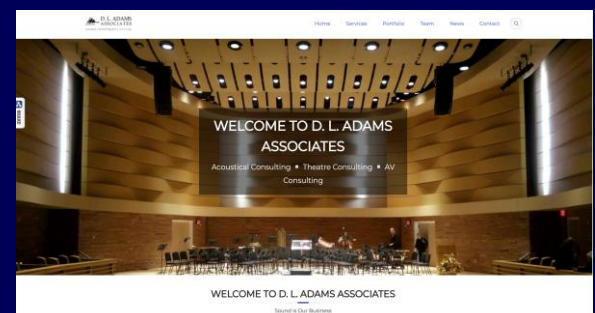 D. L. ADAMS
ASSOCIATES
Home Services Portfolio Team News Contact
WELCOME TO D. L. ADAMS
ASSOCIATES
Acoustical Consulting • Theatre Consulting • AV
Consulting
WELCOME TO D. L. ADAMS ASSOCIATES
Sound is Our Business